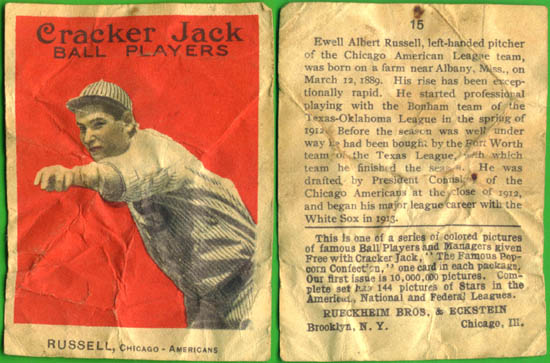 Cracker Jack
BALL PLAYERS
RUSSELL, CHICAGO - AMERICANS
15
Ewell Albert Russell, left-handed pitcher
of the Chicago American League team,
was born on a farm near Albany, Miss., on
March 12, 1889. His rise has been excep-
tionally rapid. He started professional
playing with the Bonham team of the
Texas-Oklahoma League in the spring of
1912. Before the season was well under
way he had been bought by the Fort Worth
team of the Texas League, with which
team he finished the season. He was
drafted by President Comiskey of the
Chicago Americans at the close of 1912,
and began his major league career with the
White Sox in 1913.
This is one of a series of colored pictures
of famous Ball Players and Managers given
Free with Cracker Jack, "The Famous Pop-
corn Confection," one card in each package.
Our first issue is 10,000,000 pictures. Com-
plete set has 144 pictures of Stars in the
American, National and Federal Leagues.
RUECKHEIM BROS. & ECKSTEIN
Brooklyn, N. Y. Chicago, Ill.